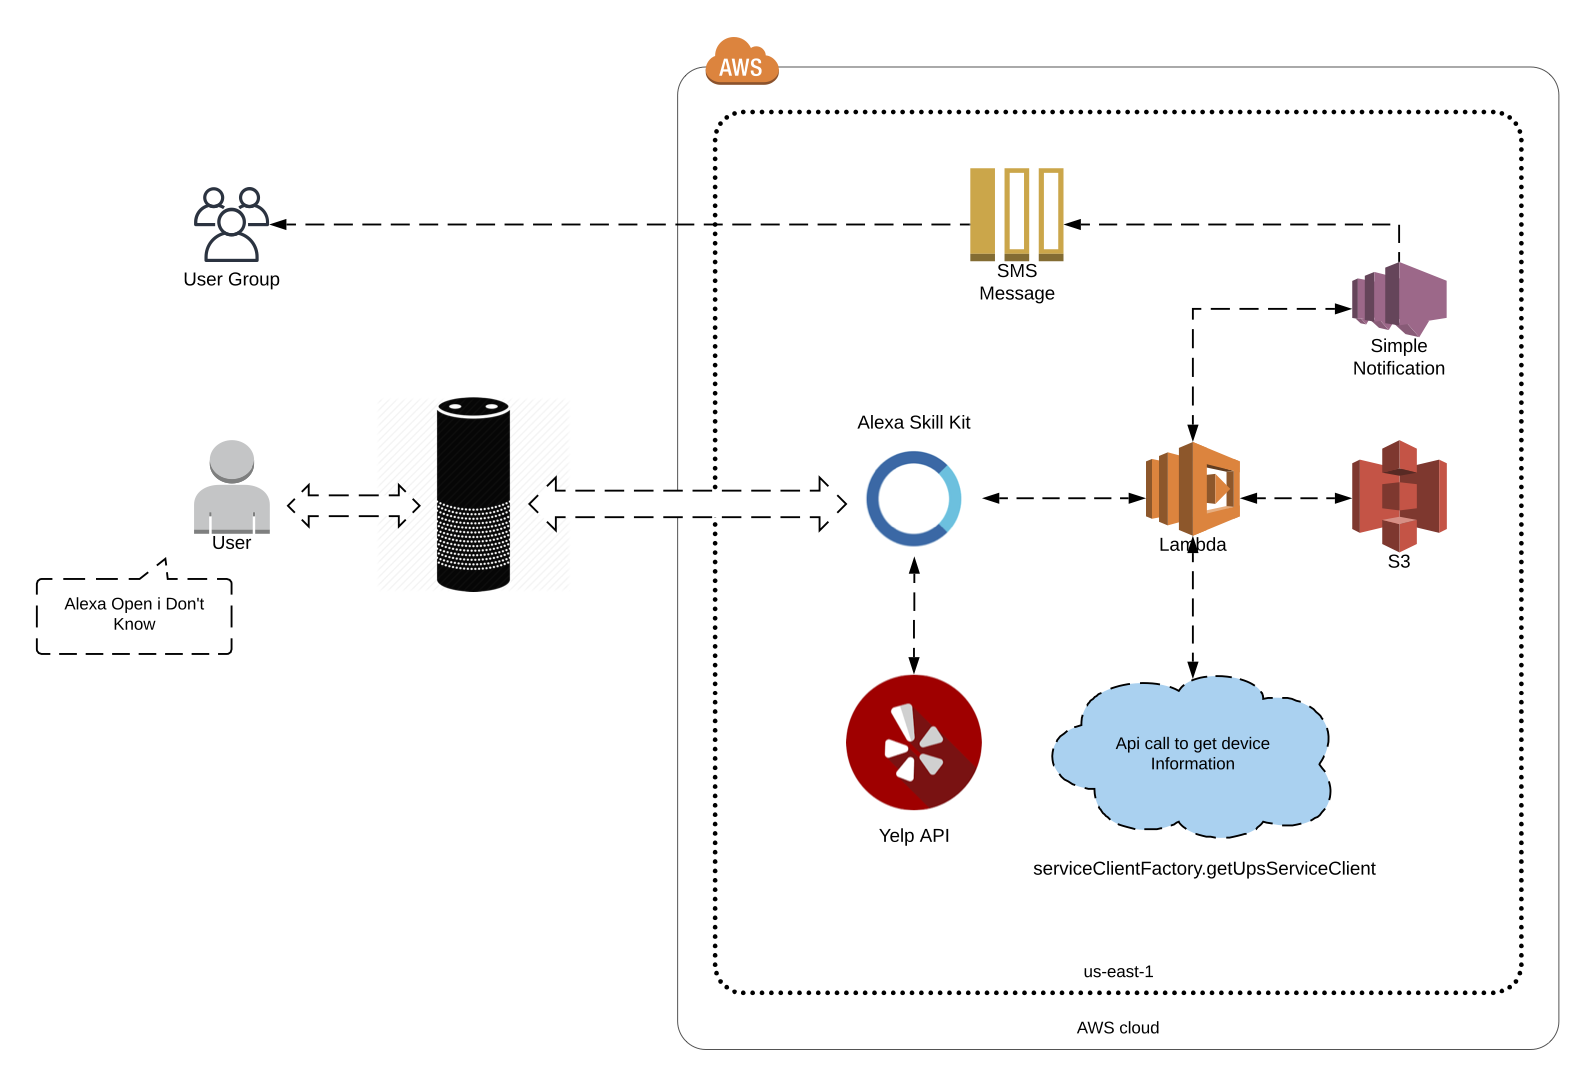 AWS
User Group
SMS
Message
Simple
Notification
Alexa Skill Kit
User
Lambda
S3
Alexa Open i Don't
Know
Api call to get device
Information
Yelp API
serviceClientFactory.getUpsServiceClient
us-east-1
AWS cloud